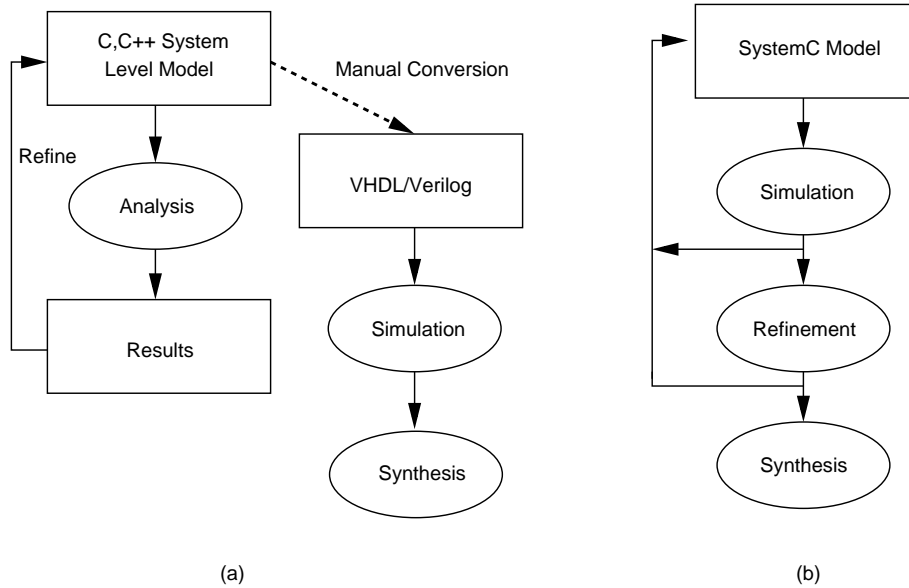 C,C++ System
Level Model
Manual Conversion
Refine
Analysis
VHDL/Verilog
Results
Simulation
Synthesis
(a)
SystemC Model
Simulation
Refinement
Synthesis
(b)